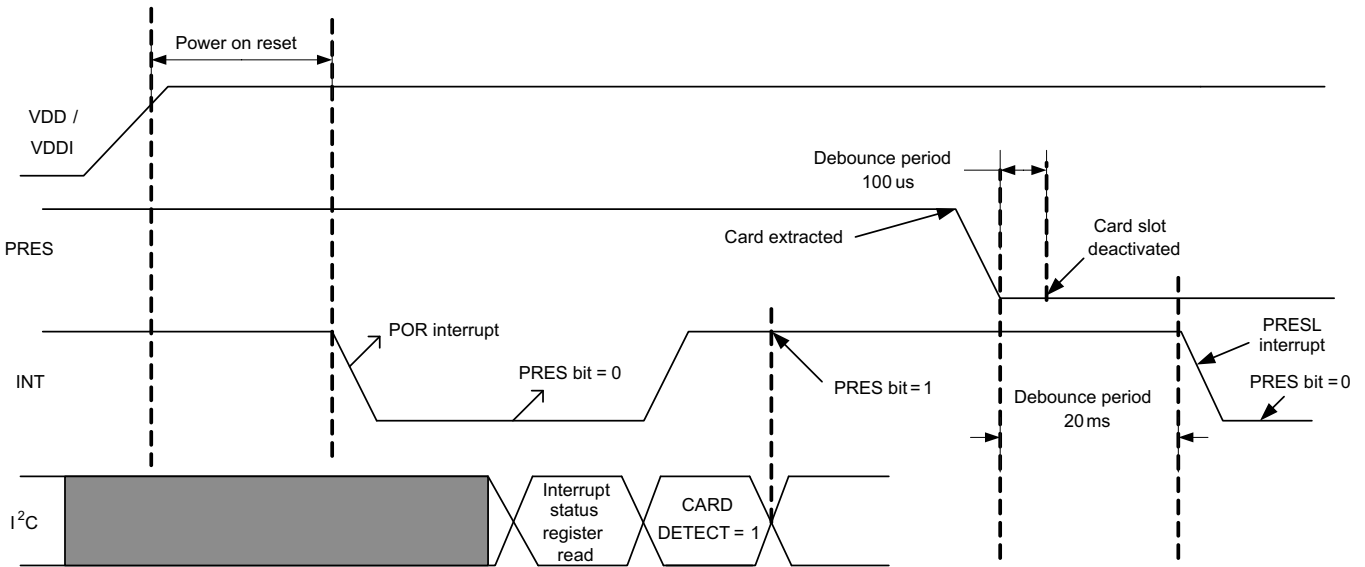 Power on reset
VDD /
VDDI
Debounce period
100 us
PRES
Card extracted
Card slot
deactivated
INT
POR interrupt
PRES bit = 0
PRES bit = 1
PRESL
interrupt
PRES bit = 0
Debounce period
20 ms
I²C
Interrupt
status
register
read
CARD
DETECT = 1